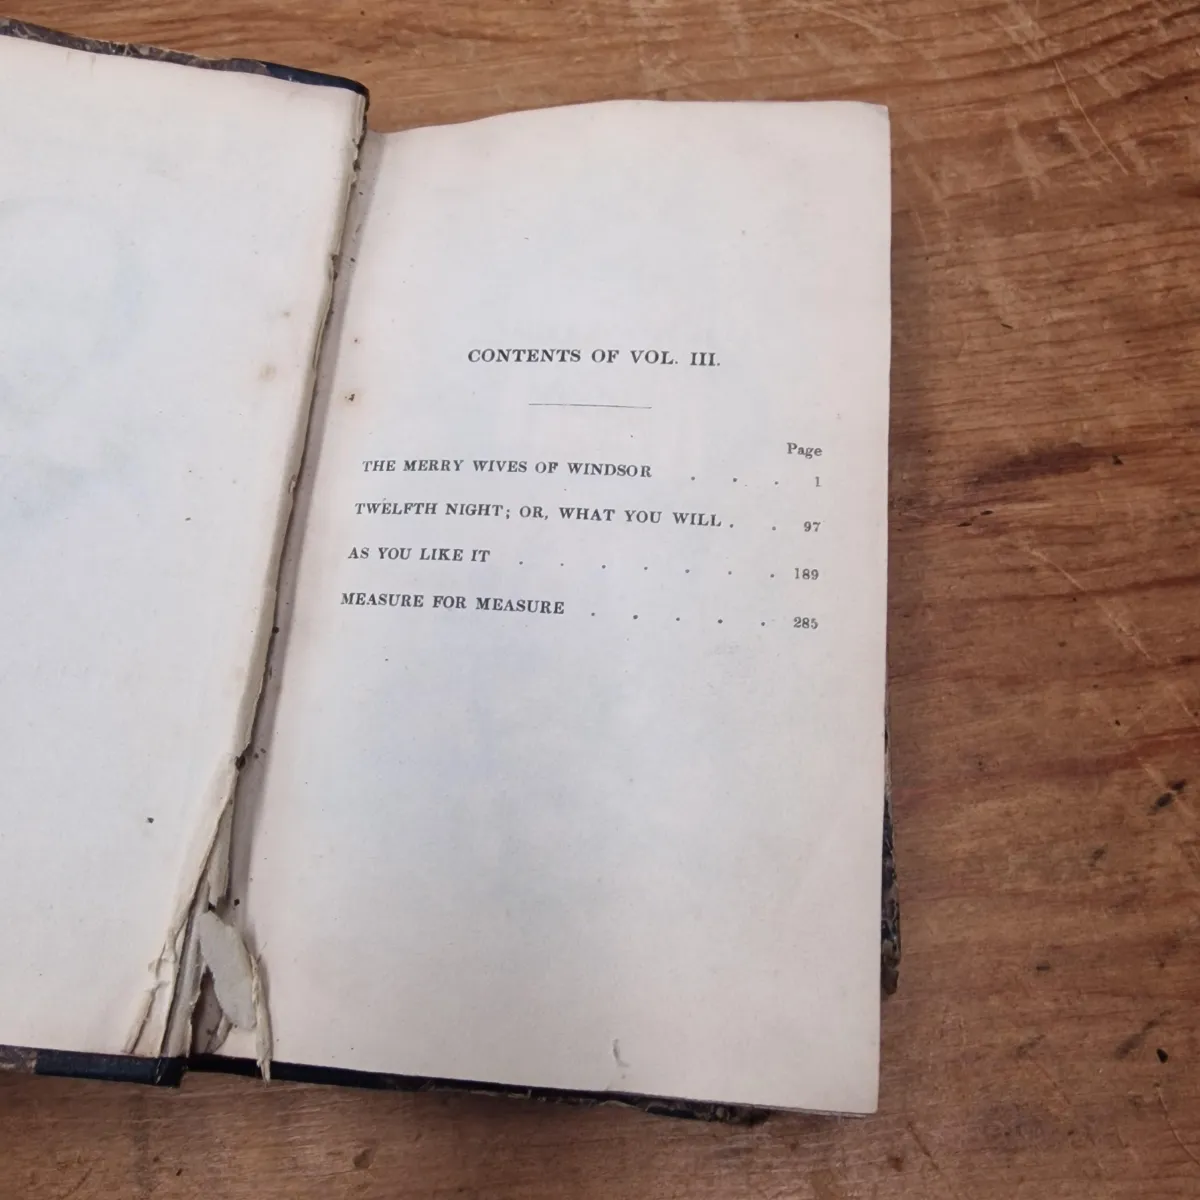 CONTENTS OF VOL. III.
Page
THE MERRY WIVES OF WINDSOR . . . 1
TWELFTH NIGHT; OR, WHAT YOU WILL . . 97
AS YOU LIKE IT . . . . . . . 189
MEASURE FOR MEASURE . . . . . 285